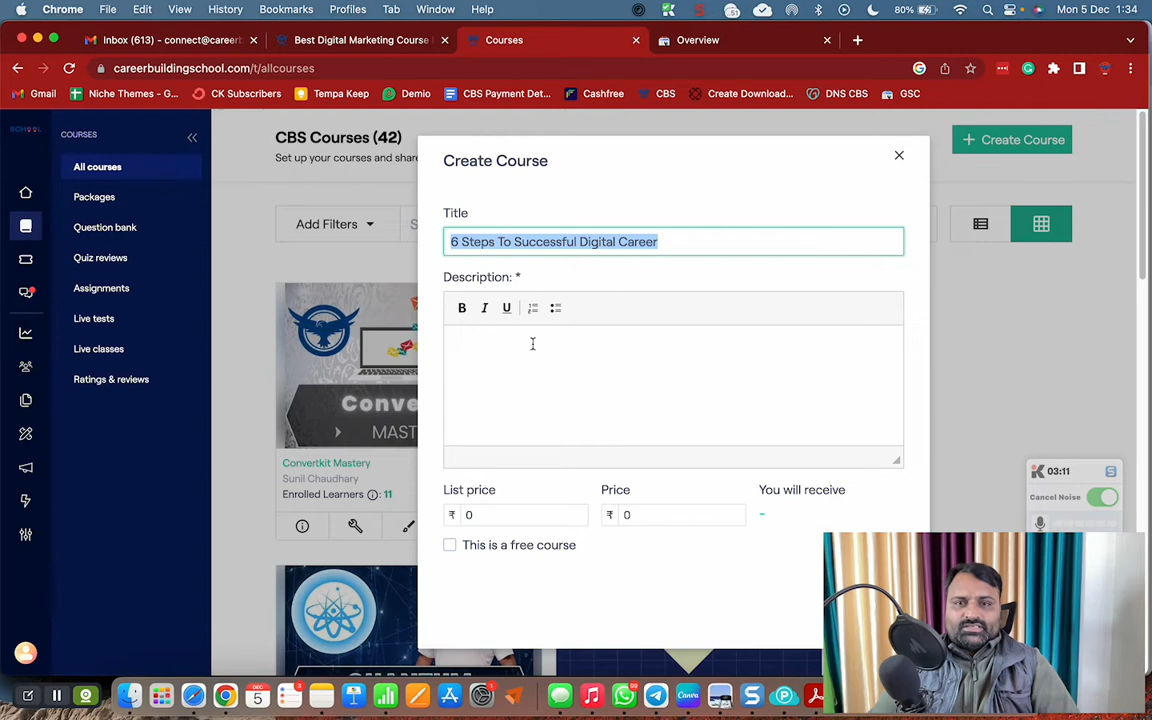 Chrome File Edit View History Bookmarks Profiles Tab Window Help 80% Mon 5 Dec 1:34
Inbox (613) - connect@careerb Best Digital Marketing Course Courses Overview
careerbuildingschool.com/t/allcourses
Gmail Niche Themes - G... CK Subscribers Tempa Keep Demio CBS Payment Det... Cashfree CBS Create Download... DNS CBS GSC
COURSES
All courses
Packages
Question bank
Quiz reviews
Assignments
Live tests
Live classes
Ratings & reviews
CBS Courses (42)
Set up your courses and share
+ Create Course
Add Filters
Conve
MAST
Convertkit Mastery
Sunil Chaudhary
Enrolled Learners : 11
Create Course
Title
6 Steps To Successful Digital Career
Description: *
B I U
List price Price You will receive
₹ 0 ₹ 0 -
This is a free course
03:11
Cancel Noise
DEC
5